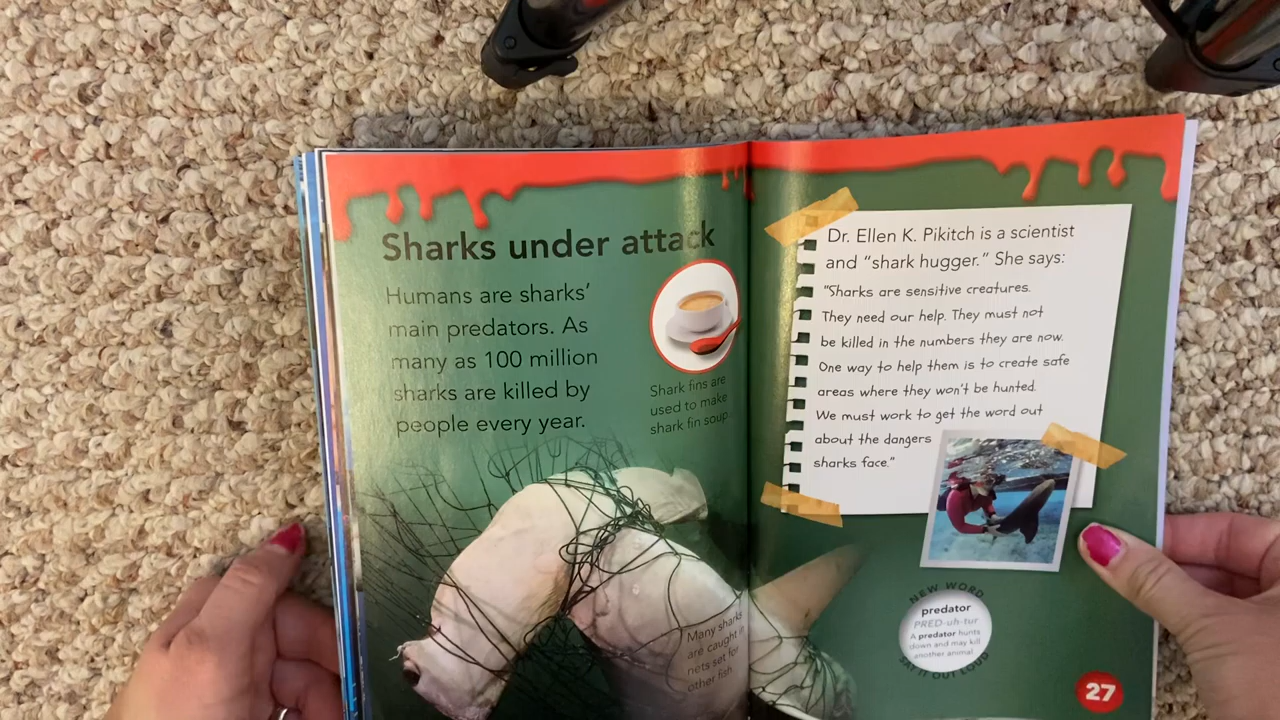 Sharks under attack
Humans are sharks'
main predators. As
many as 100 million
sharks are killed by
people every year.
Shark fins are
used to make
shark fin soup.
Many sharks
are caught in
nets set for
other fish.
Dr. Ellen K. Pikitch is a scientist
and "shark hugger." She says:
"Sharks are sensitive creatures.
They need our help. They must not
be killed in the numbers they are now.
One way to help them is to create safe
areas where they won't be hunted.
We must work to get the word out
about the dangers
sharks face."
NEW WORD
predator
PRED-uh-tur
A predator hunts
down and may kill
another animal.
SAY IT OUT LOUD
27